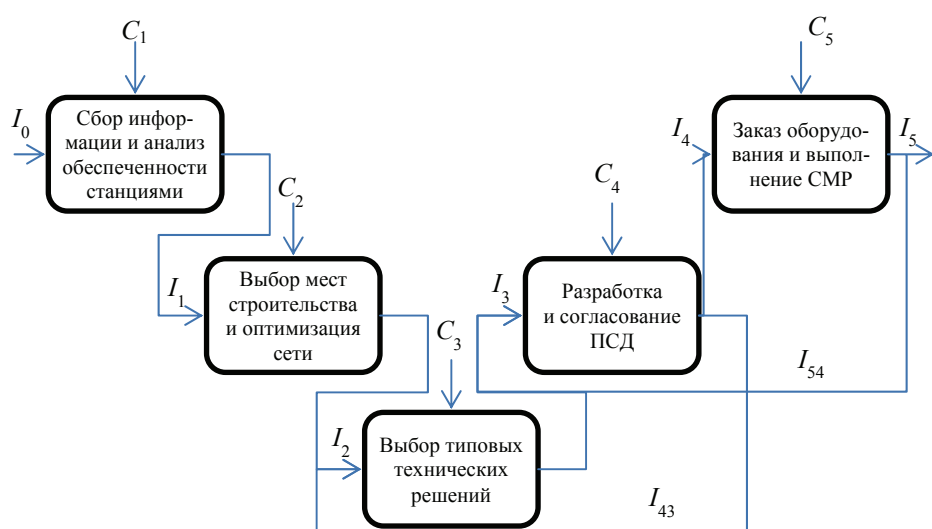 C1
C5
I0
Сбор инфор-
мации и анализ
обеспеченности
станциями
I4
Заказ оборудо-
вания и выпол-
нение СМР
I5
C2
C4
I1
Выбор мест
строительства
и оптимизация
сети
I3
Разработка
и согласование
ПСД
C3
I54
I2
Выбор типовых
технических
решений
I43